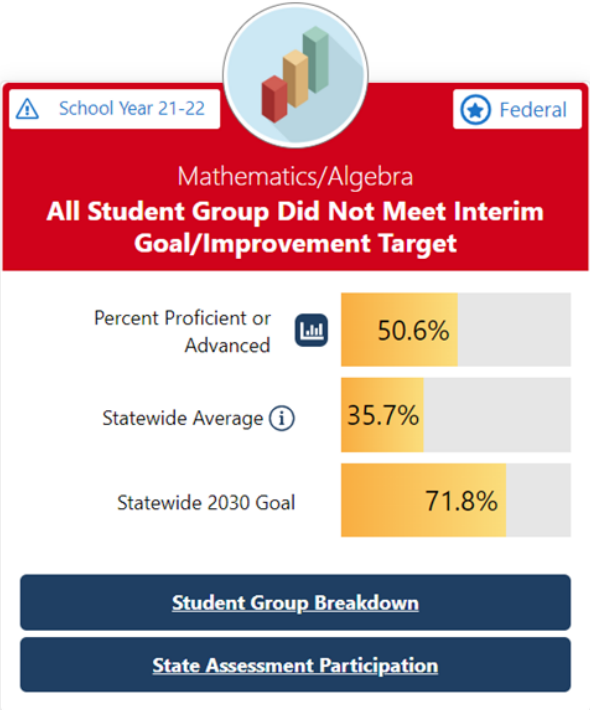 School Year 21-22
Federal
Mathematics/Algebra
All Student Group Did Not Meet Interim
Goal/Improvement Target
Percent Proficient or
Advanced
50.6%
Statewide Average
35.7%
Statewide 2030 Goal
71.8%
Student Group Breakdown
State Assessment Participation